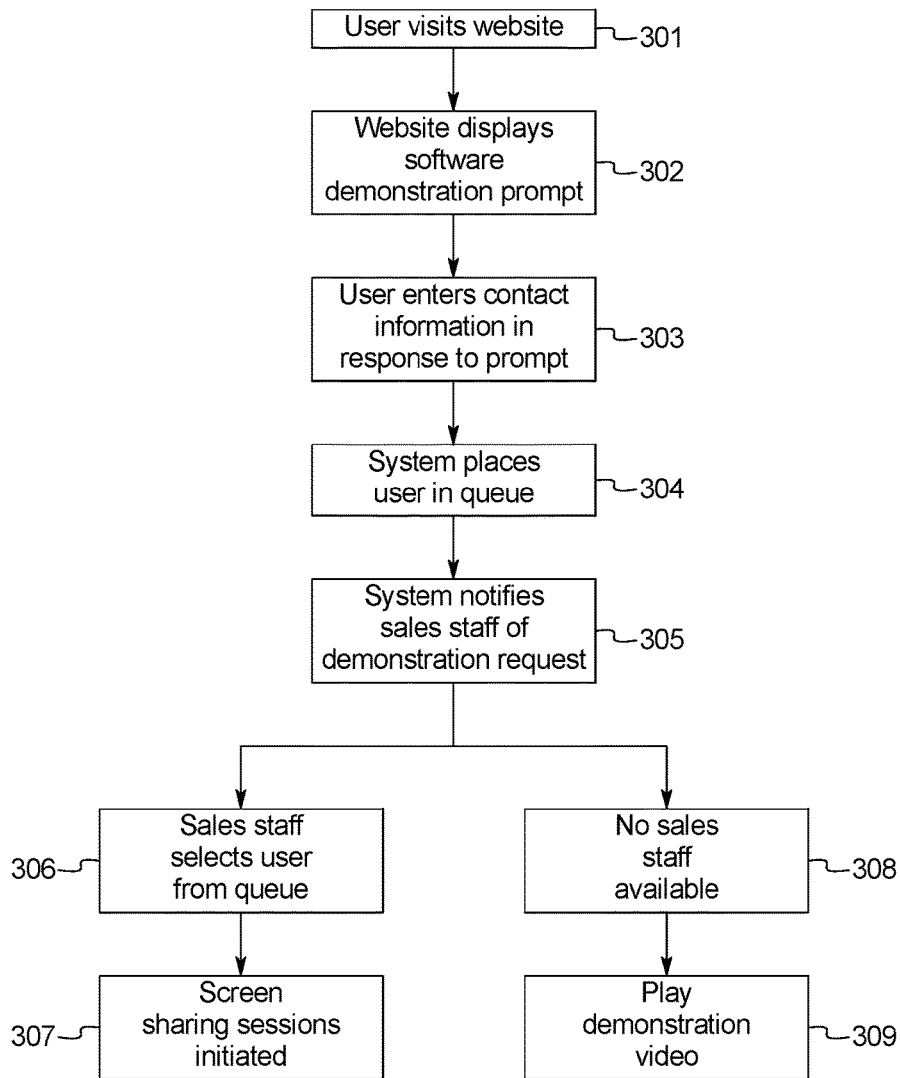 User visits website
301
Website displays
software
demonstration prompt
302
User enters contact
information in
response to prompt
303
System places
user in queue
304
System notifies
sales staff of
demonstration request
305
Sales staff
selects user
from queue
306
No sales
staff
available
308
Screen
sharing sessions
initiated
307
Play
demonstration
video
309